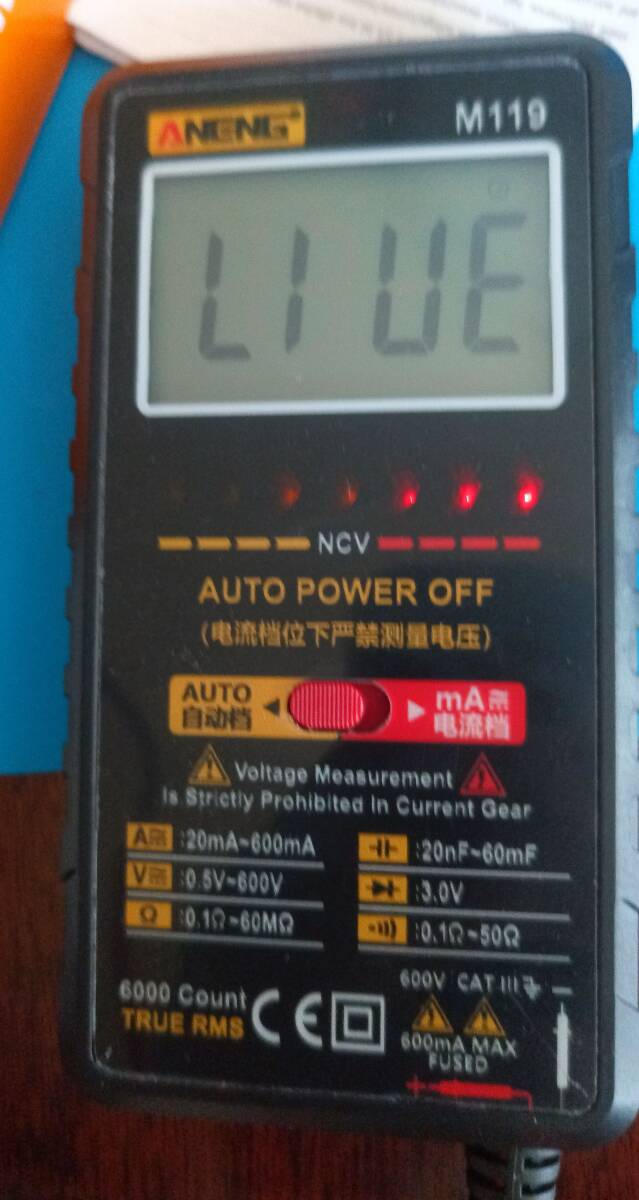 ANENG
M119
LIUE
NCV
AUTO POWER OFF
(电流档位下严禁测量电压)
AUTO
自动档
mA
电流档
Voltage Measurement
Is Strictly Prohibited In Current Gear
A :20mA~600mA
:20nF~60mF
V :0.5V~600V
:3.0V
Ω :0.1Ω~60MΩ
:0.1Ω~50Ω
6000 Count
TRUE RMS
CE
600V CAT III
600mA MAX
FUSED